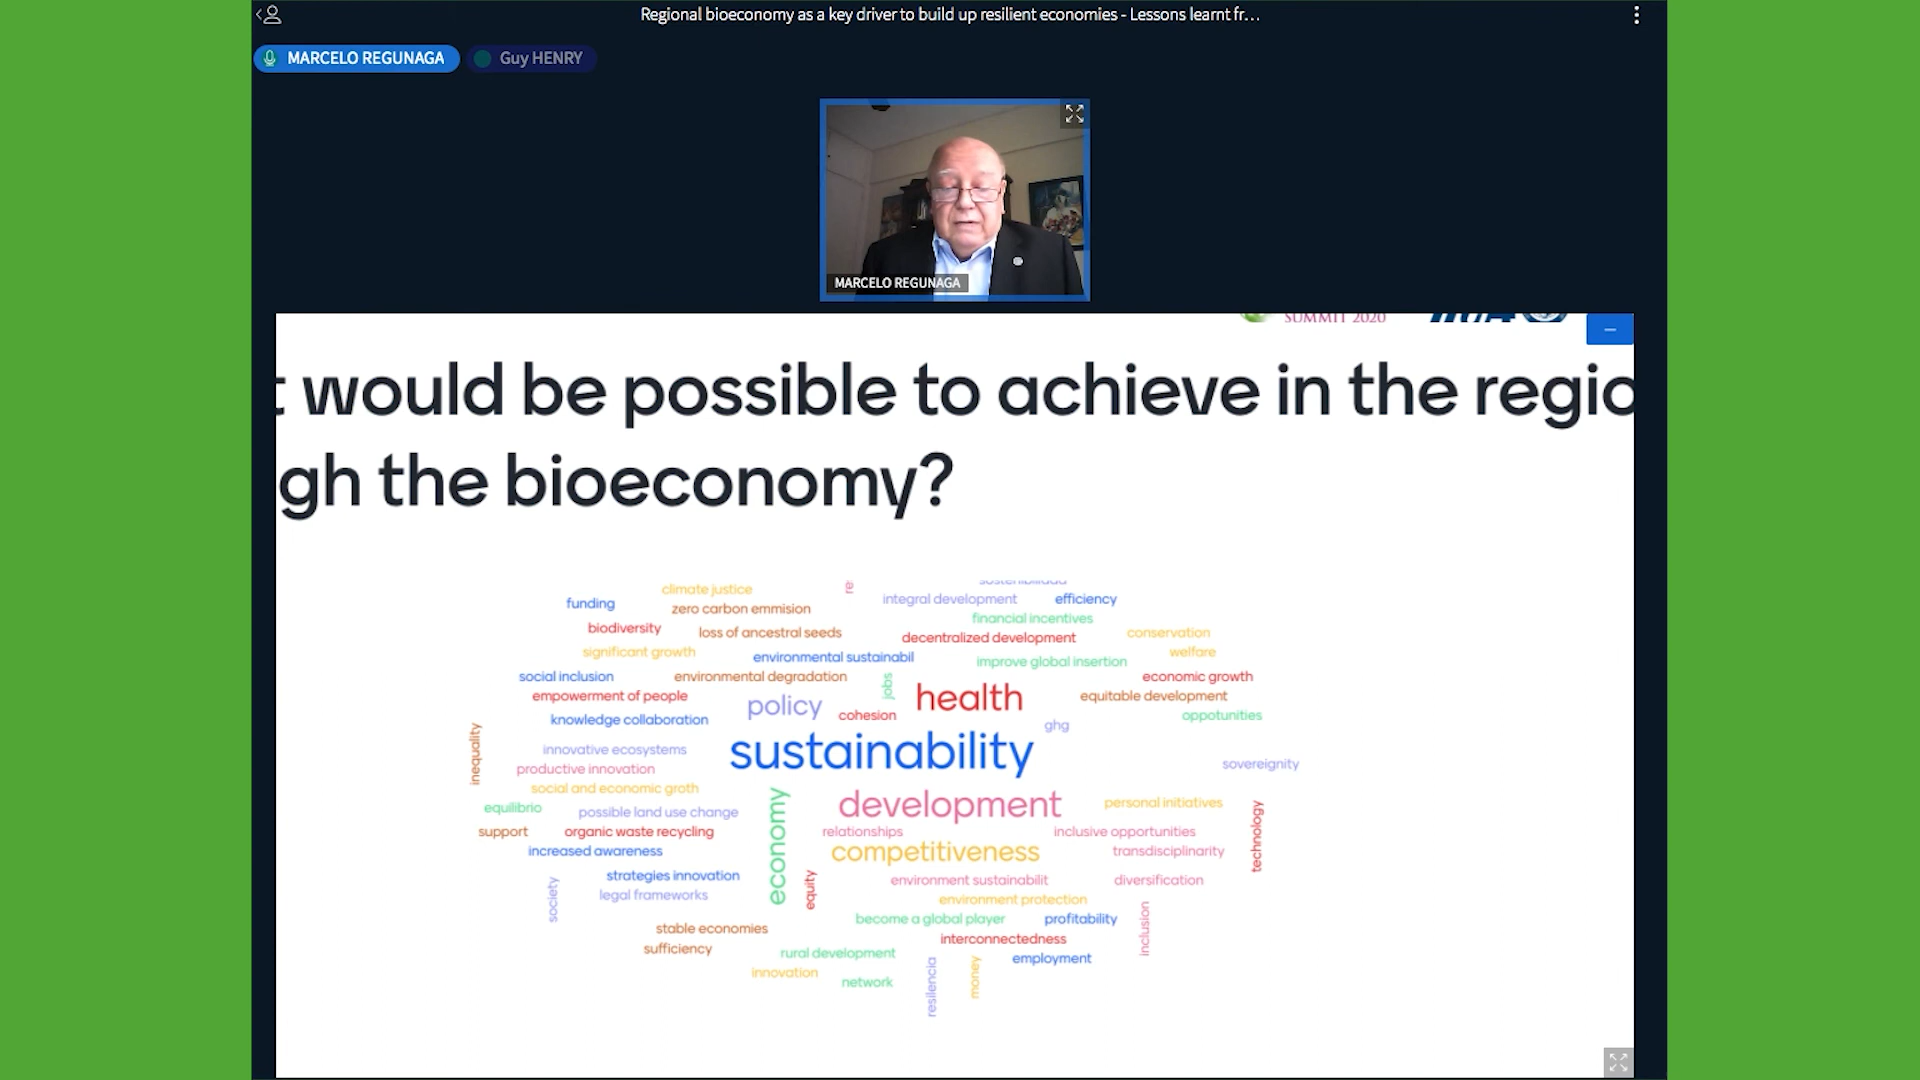 Regional bioeconomy as a key driver to build up resilient economies - Lessons learnt fr...
MARCELO REGUNAGA
Guy HENRY
MARCELO REGUNAGA
SUMMIT 2020
would be possible to achieve in the regio
gh the bioeconomy?
climate justice
integral development
efficiency
funding
zero carbon emmision
financial incentives
biodiversity
loss of ancestral seeds
decentralized development
conservation
significant growth
environmental sustainabil
improve global insertion
welfare
social inclusion
environmental degradation
jobs
economic growth
empowerment of people
policy
health
equitable development
knowledge collaboration
cohesion
ghg
oppotunities
inequality
innovative ecosystems
sustainability
sovereignity
productive innovation
social and economic groth
equilibrio
possible land use change
economy
development
personal initiatives
support
organic waste recycling
relationships
inclusive opportunities
technology
increased awareness
competitiveness
transdisciplinarity
strategies innovation
equity
environment sustainabilit
diversification
society
legal frameworks
environment protection
become a global player
profitability
inclusion
stable economies
interconnectedness
sufficiency
rural development
employment
innovation
network
resilencia
money